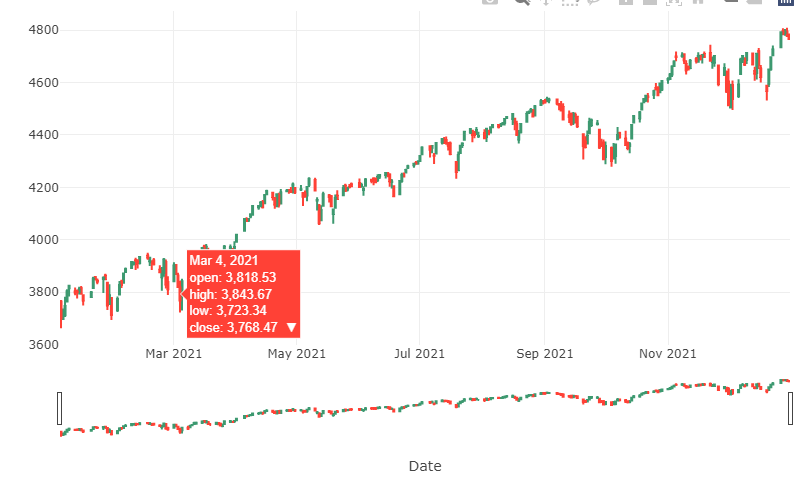 4800
4600
4400
4200
4000
3800
3600
Mar 4, 2021
open: 3,818.53
high: 3,843.67
low: 3,723.34
close: 3,768.47 ▼
Mar 2021
May 2021
Jul 2021
Sep 2021
Nov 2021
Date